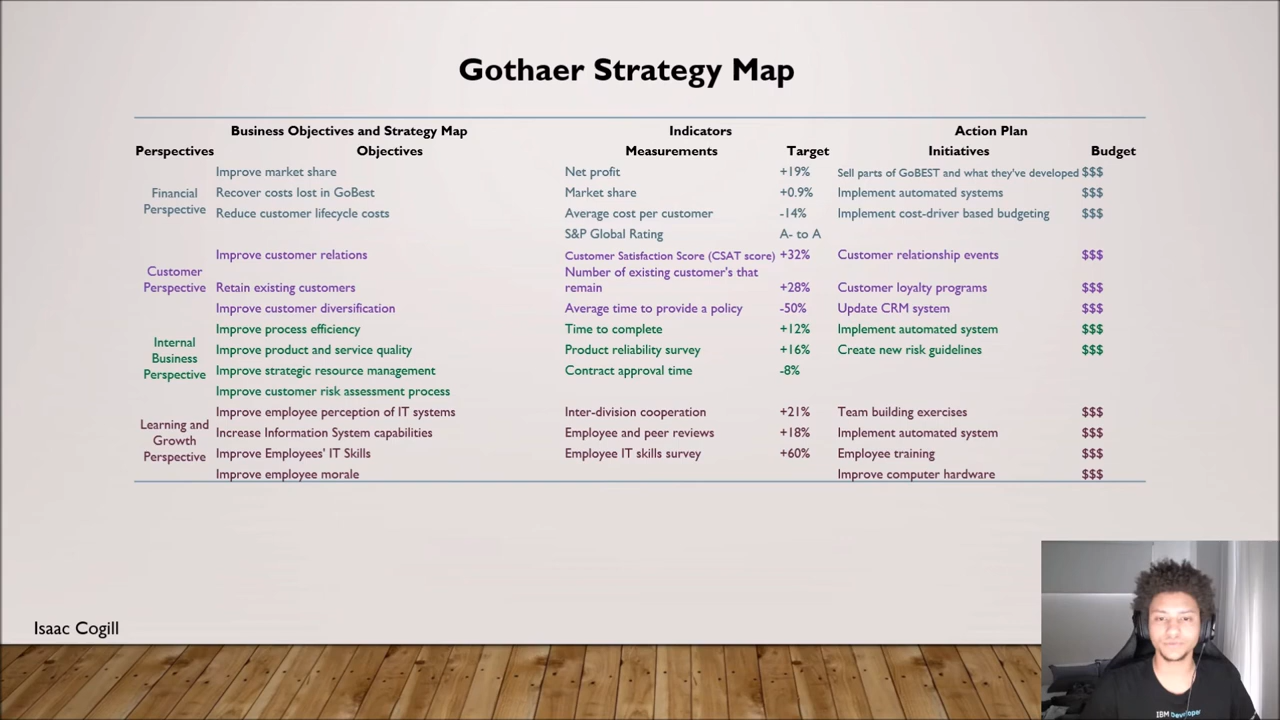 Gothaer Strategy Map
Business Objectives and Strategy Map Indicators Action Plan
Perspectives Objectives Measurements Target Initiatives Budget
Financial Perspective
Improve market share Net profit +19% Sell parts of GoBEST and what they've developed $$$
Recover costs lost in GoBest Market share +0.9% Implement automated systems $$$
Reduce customer lifecycle costs Average cost per customer -14% Implement cost-driver based budgeting $$$
S&P Global Rating A- to A
Customer Perspective
Improve customer relations Customer Satisfaction Score (CSAT score) +32% Customer relationship events $$$
Retain existing customers Number of existing customer's that remain +28% Customer loyalty programs $$$
Improve customer diversification Average time to provide a policy -50% Update CRM system $$$
Internal Business Perspective
Improve process efficiency Time to complete +12% Implement automated system $$$
Improve product and service quality Product reliability survey +16% Create new risk guidelines $$$
Improve strategic resource management Contract approval time -8%
Improve customer risk assessment process
Learning and Growth Perspective
Improve employee perception of IT systems Inter-division cooperation +21% Team building exercises $$$
Increase Information System capabilities Employee and peer reviews +18% Implement automated system $$$
Improve Employees' IT Skills Employee IT skills survey +60% Employee training $$$
Improve employee morale Improve computer hardware $$$
Isaac Cogill
IBM Developer